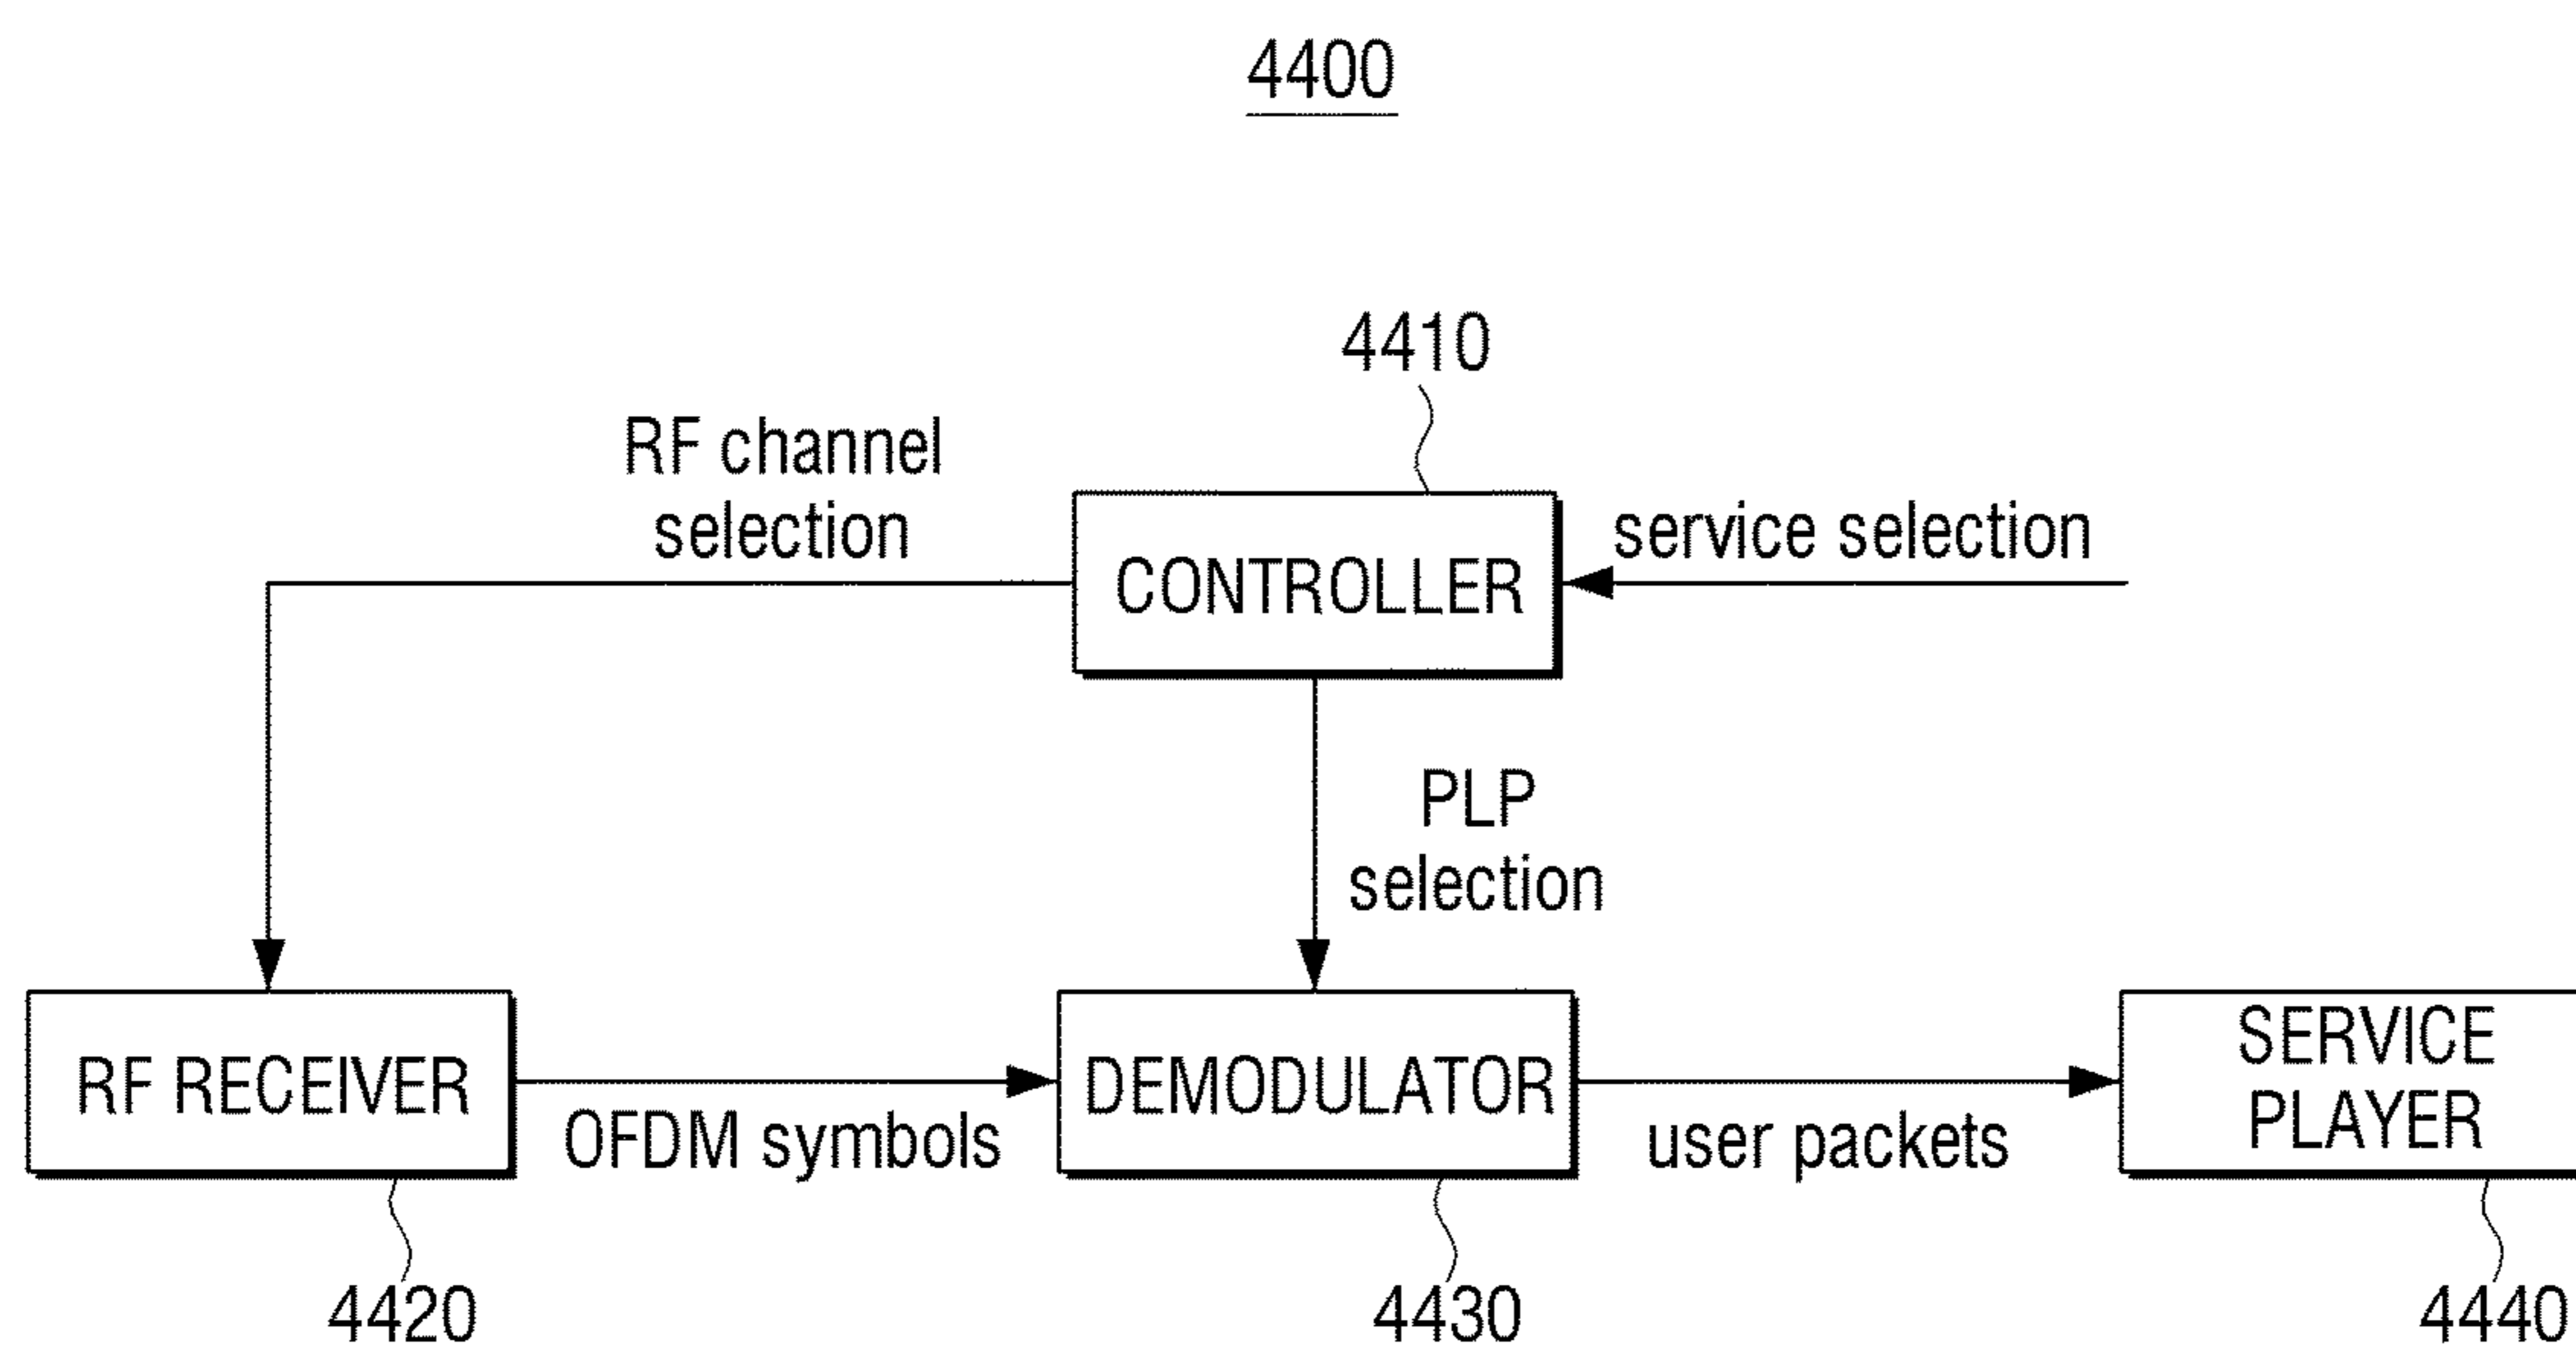 4400
4410
RF channel
selection
CONTROLLER
service selection
PLP
selection
RF RECEIVER
OFDM symbols
DEMODULATOR
user packets
SERVICE
PLAYER
4420
4430
4440